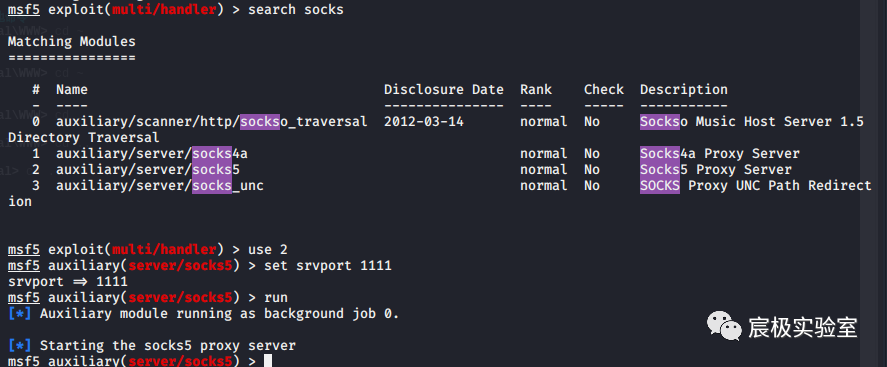 msf5 exploit(multi/handler) > search socks
Matching Modules
================
#  Name                                     Disclosure Date  Rank    Check  Description
-  ----                                     ---------------  ----    -----  -----------
0  auxiliary/scanner/http/sockso_traversal  2012-03-14       normal  No     Sockso Music Host Server 1.5
Directory Traversal
1  auxiliary/server/socks4a                                  normal  No     Socks4a Proxy Server
2  auxiliary/server/socks5                                   normal  No     Socks5 Proxy Server
3  auxiliary/server/socks_unc                                normal  No     SOCKS Proxy UNC Path Redirect
ion
msf5 exploit(multi/handler) > use 2
msf5 auxiliary(server/socks5) > set srvport 1111
srvport => 1111
msf5 auxiliary(server/socks5) > run
[*] Auxiliary module running as background job 0.
[*] Starting the socks5 proxy server
msf5 auxiliary(server/socks5) >
宸极实验室